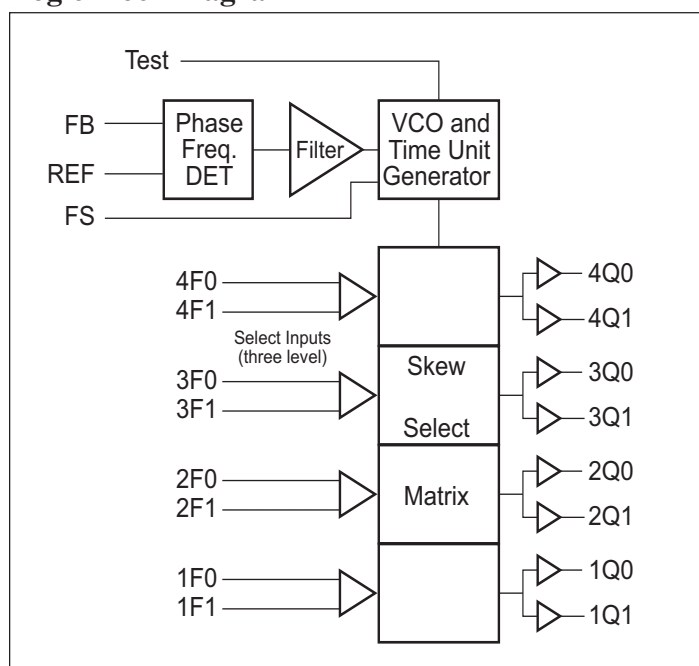 Test
FB
REF
FS
Phase
Freq.
DET
Filter
VCO and
Time Unit
Generator
4F0
4F1
Select Inputs
(three level)
3F0
3F1
2F0
2F1
1F0
1F1
Skew
Select
Matrix
4Q0
4Q1
3Q0
3Q1
2Q0
2Q1
1Q0
1Q1